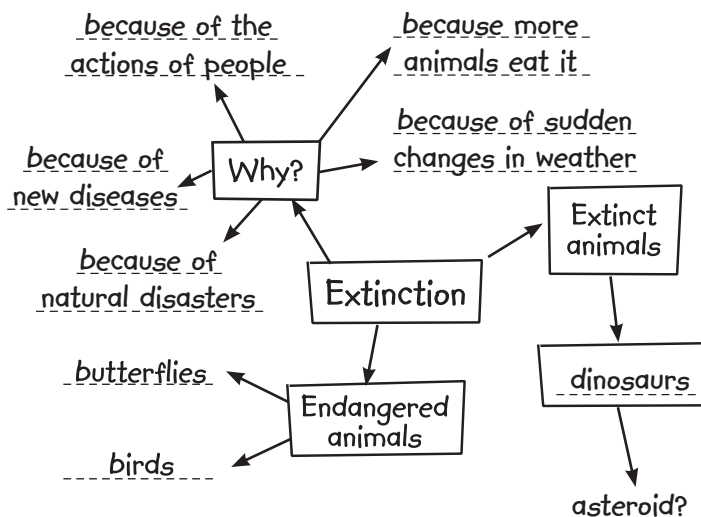 because of the
actions of people
because more
animals eat it
because of sudden
changes in weather
Why?
because of
new diseases
because of
natural disasters
Extinct
animals
Extinction
dinosaurs
butterflies
Endangered
animals
birds
asteroid?